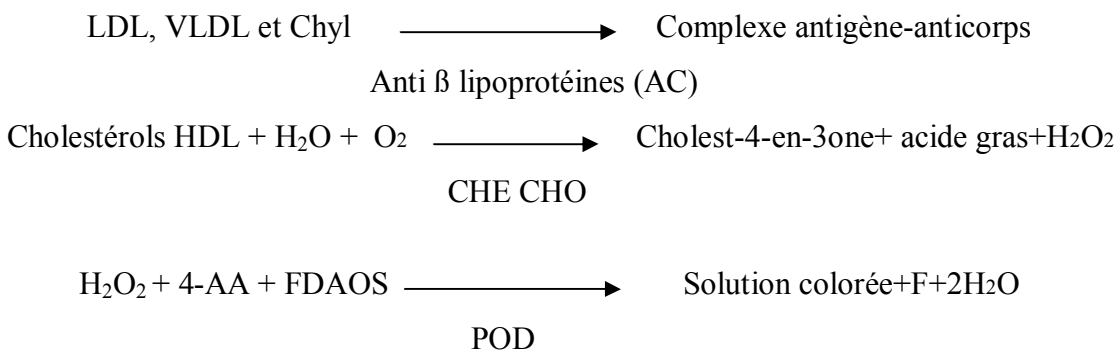 LDL, VLDL et Chyl ⟶ Complexe antigène-anticorps
Anti ß lipoprotéines (AC)
Cholestérols HDL + H₂O + O₂ ⟶ Cholest-4-en-3one+ acide gras+H₂O₂
CHE CHO
H₂O₂ + 4-AA + FDAOS ⟶ Solution colorée+F+2H₂O
POD